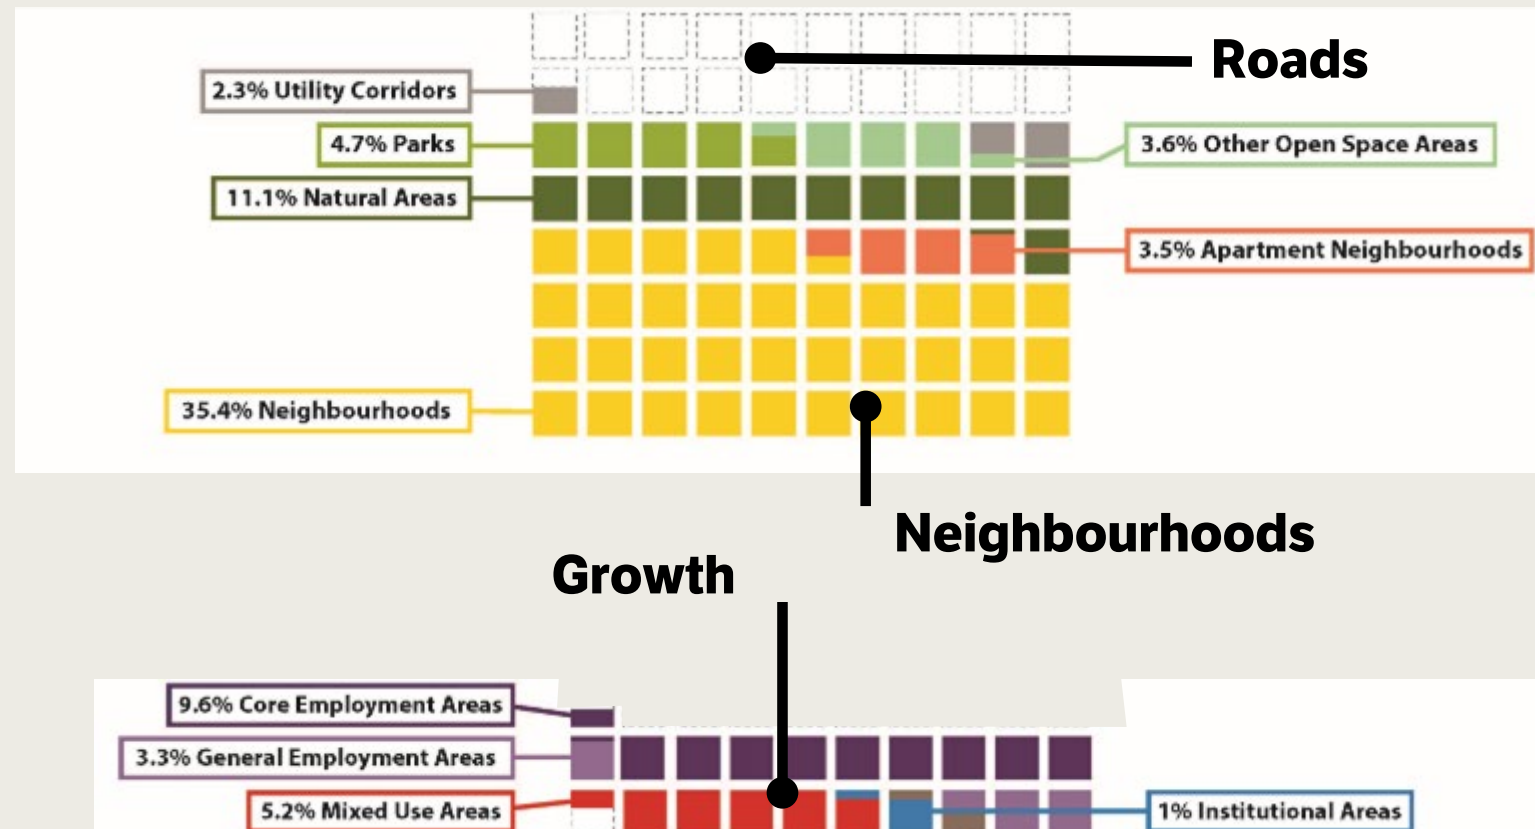 Roads
2.3% Utility Corridors
4.7% Parks
3.6% Other Open Space Areas
11.1% Natural Areas
3.5% Apartment Neighbourhoods
35.4% Neighbourhoods
Neighbourhoods
Growth
9.6% Core Employment Areas
3.3% General Employment Areas
5.2% Mixed Use Areas
1% Institutional Areas